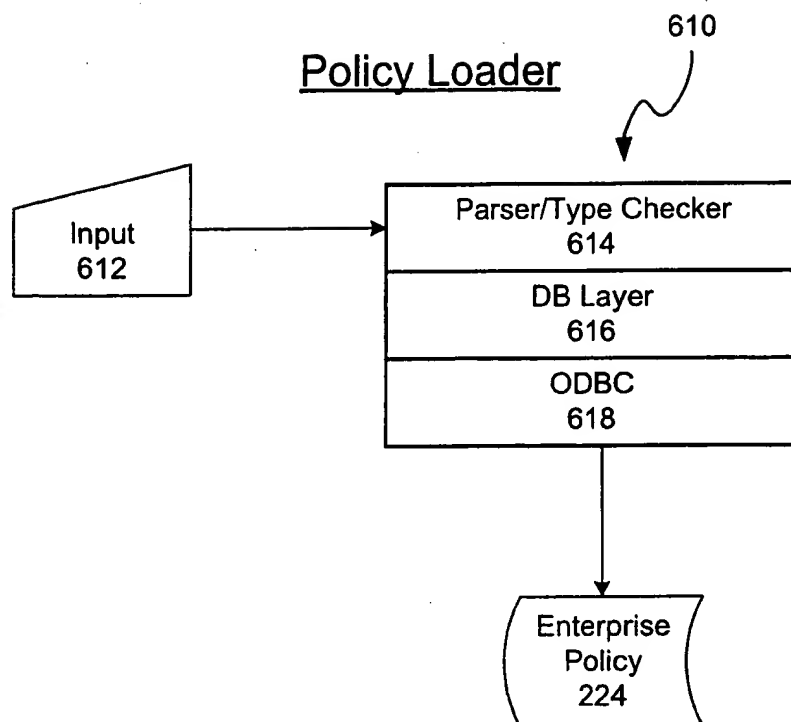 610
Policy Loader
Input
612
Parser/Type Checker
614
DB Layer
616
ODBC
618
Enterprise
Policy
224